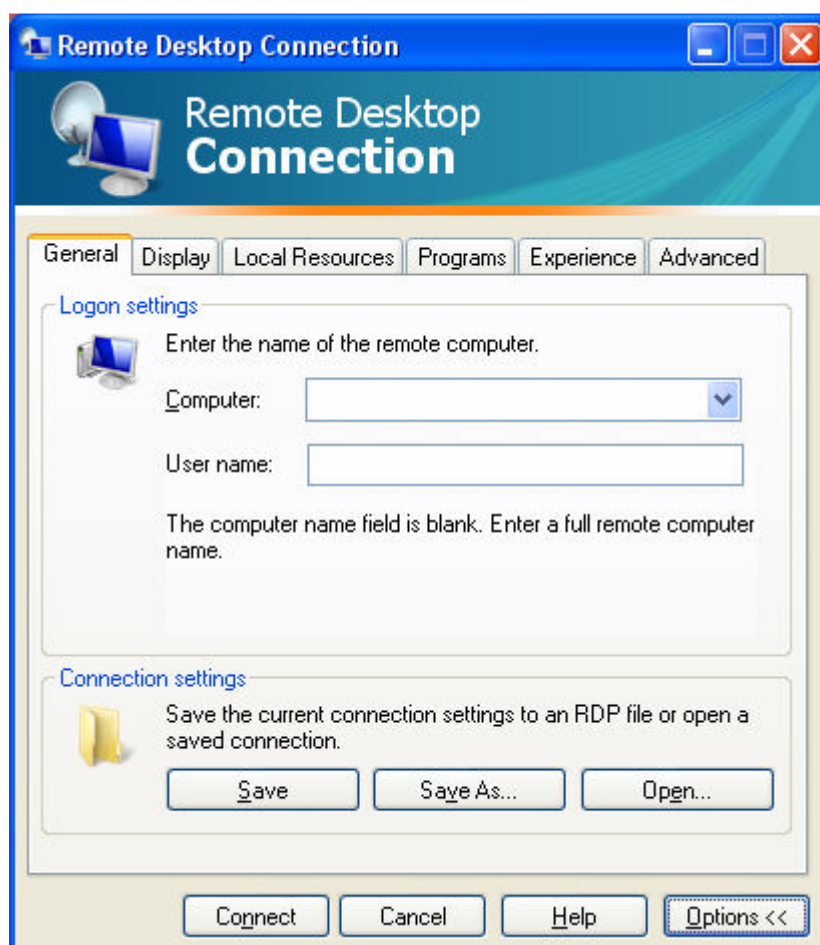 Remote Desktop Connection
Remote Desktop
Connection
General Display Local Resources Programs Experience Advanced
Logon settings
Enter the name of the remote computer.
Computer:
User name:
The computer name field is blank. Enter a full remote computer
name.
Connection settings
Save the current connection settings to an RDP file or open a
saved connection.
Save Save As... Open...
Connect Cancel Help Options <<